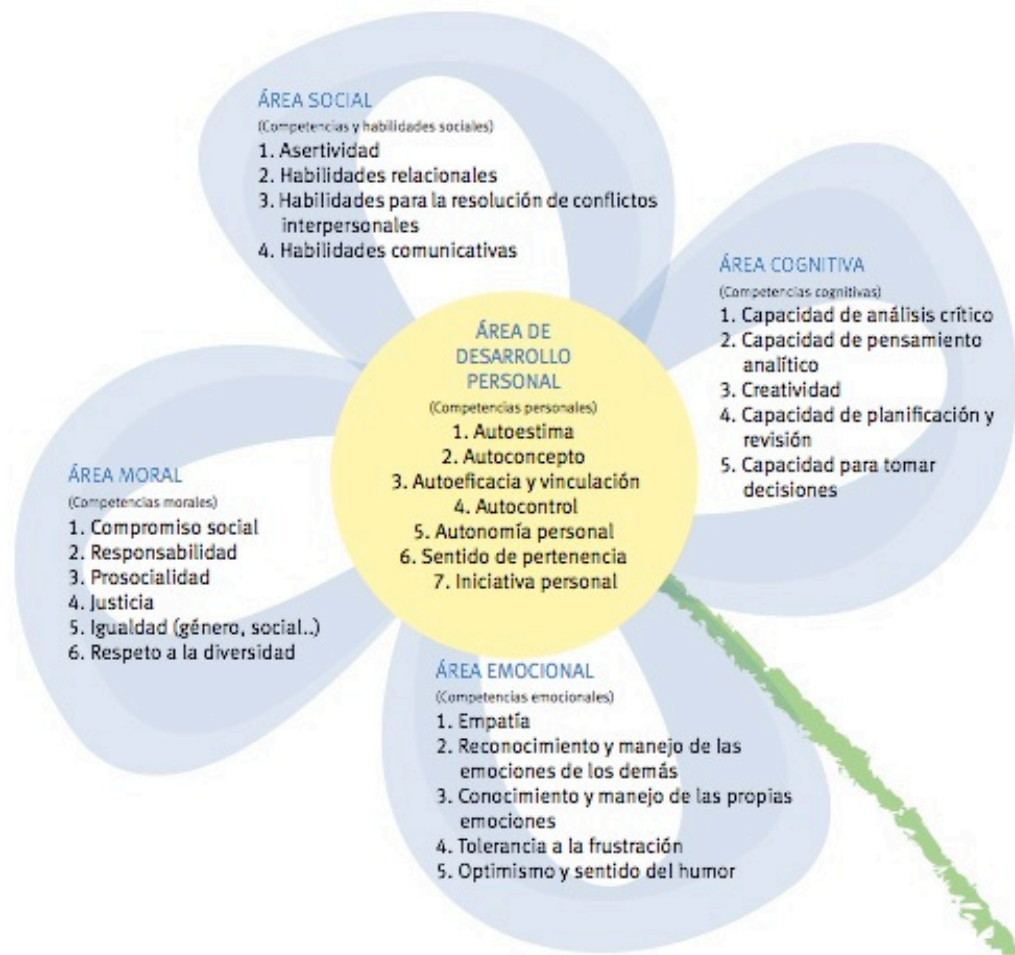 ÁREA SOCIAL
(Competencias y habilidades sociales)
1. Asertividad
2. Habilidades relacionales
3. Habilidades para la resolución de conflictos
interpersonales
4. Habilidades comunicativas
ÁREA COGNITIVA
(Competencias cognitivas)
1. Capacidad de análisis crítico
2. Capacidad de pensamiento
analítico
3. Creatividad
4. Capacidad de planificación y
revisión
5. Capacidad para tomar
decisiones
ÁREA DE
DESARROLLO
PERSONAL
(Competencias personales)
1. Autoestima
2. Autoconcepto
3. Autoeficacia y vinculación
4. Autocontrol
5. Autonomía personal
6. Sentido de pertenencia
7. Iniciativa personal
ÁREA MORAL
(Competencias morales)
1. Compromiso social
2. Responsabilidad
3. Prosocialidad
4. Justicia
5. Igualdad (género, social..)
6. Respeto a la diversidad
ÁREA EMOCIONAL
(Competencias emocionales)
1. Empatía
2. Reconocimiento y manejo de las
emociones de los demás
3. Conocimiento y manejo de las propias
emociones
4. Tolerancia a la frustración
5. Optimismo y sentido del humor